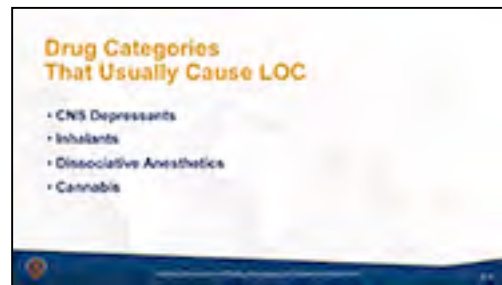 Drug Categories
That Usually Cause LOC
• CNS Depressants
• Inhalants
• Dissociative Anesthetics
• Cannabis